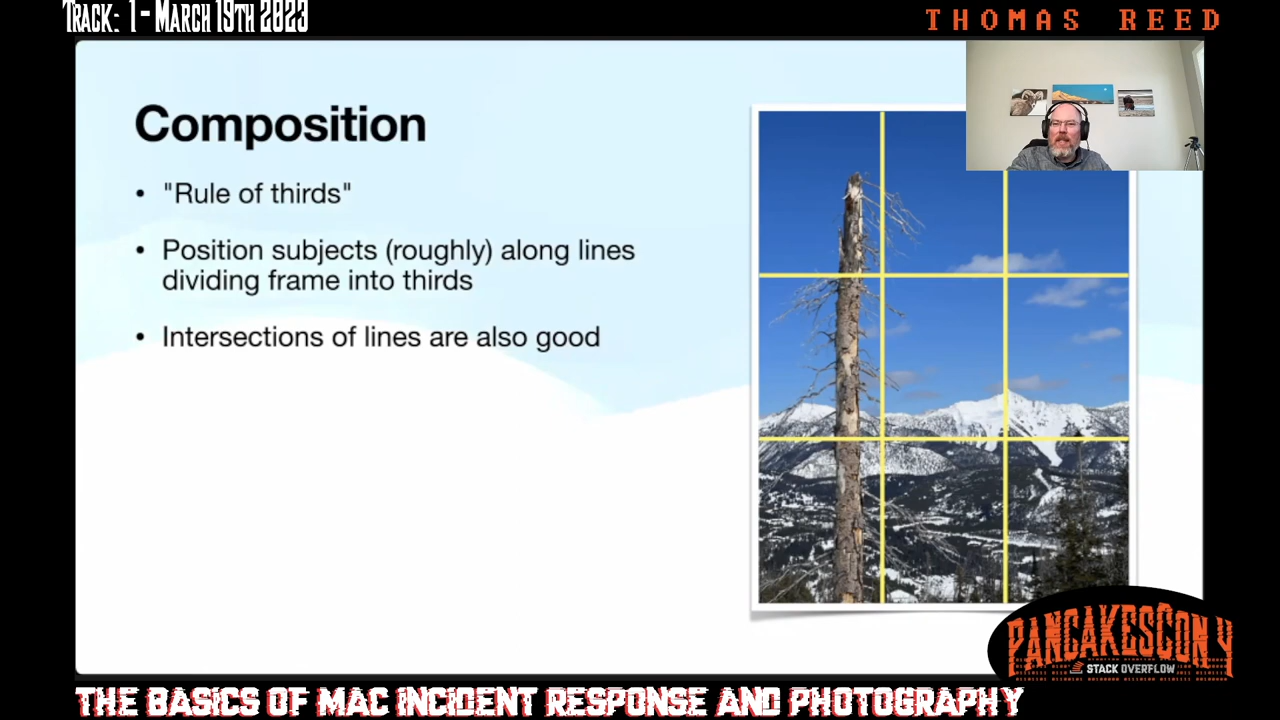 TRACK: 1 - MARCH 19TH 2023
THOMAS REED
Composition
• "Rule of thirds"
• Position subjects (roughly) along lines
dividing frame into thirds
• Intersections of lines are also good
PANCAKESCON 4
STACK OVERFLOW
THE BASICS OF MAC INCIDENT RESPONSE AND PHOTOGRAPHY